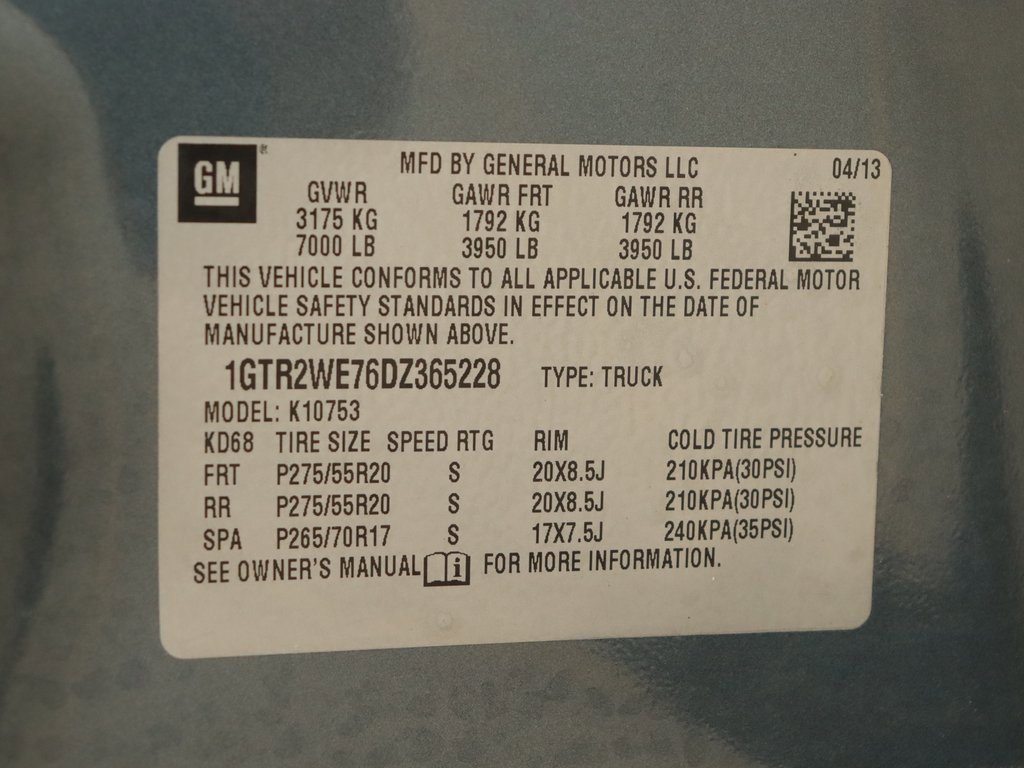 GM
MFD BY GENERAL MOTORS LLC 04/13
GVWR GAWR FRT GAWR RR
3175 KG 1792 KG 1792 KG
7000 LB 3950 LB 3950 LB
THIS VEHICLE CONFORMS TO ALL APPLICABLE U.S. FEDERAL MOTOR
VEHICLE SAFETY STANDARDS IN EFFECT ON THE DATE OF
MANUFACTURE SHOWN ABOVE.
1GTR2WE76DZ365228 TYPE: TRUCK
MODEL: K10753
KD68 TIRE SIZE SPEED RTG RIM COLD TIRE PRESSURE
FRT P275/55R20 S 20X8.5J 210KPA(30PSI)
RR P275/55R20 S 20X8.5J 210KPA(30PSI)
SPA P265/70R17 S 17X7.5J 240KPA(35PSI)
SEE OWNER'S MANUAL i FOR MORE INFORMATION.